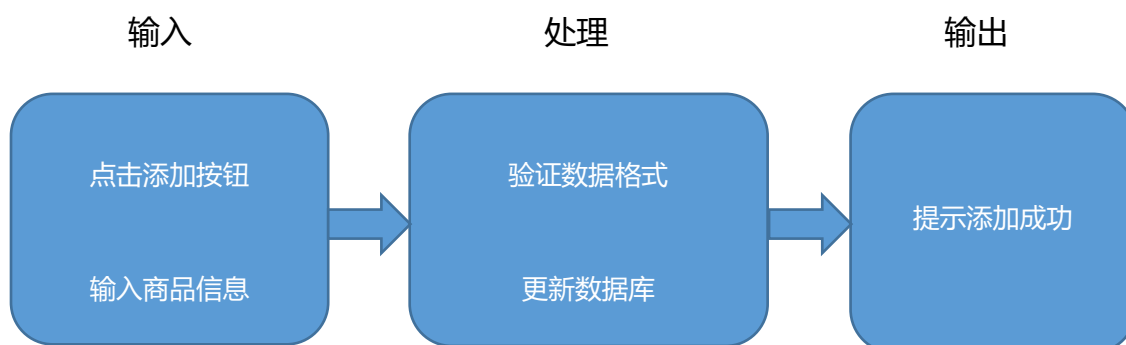 输入
处理
输出
点击添加按钮
输入商品信息
验证数据格式
更新数据库
提示添加成功